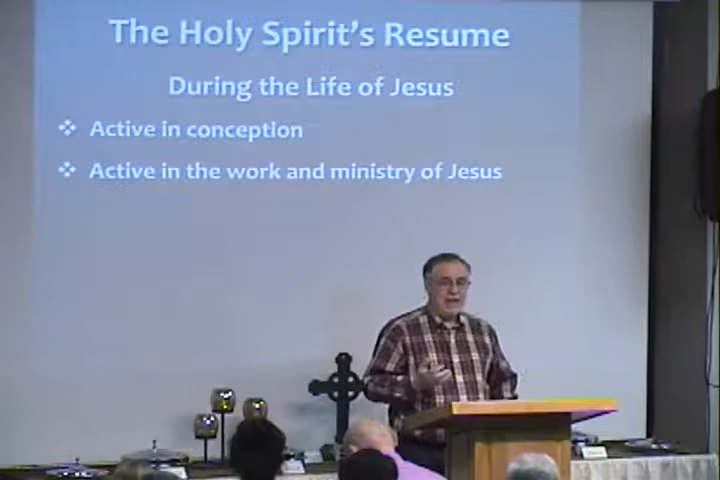 The Holy Spirit's Resume
During the Life of Jesus
❖ Active in conception
❖ Active in the work and ministry of Jesus